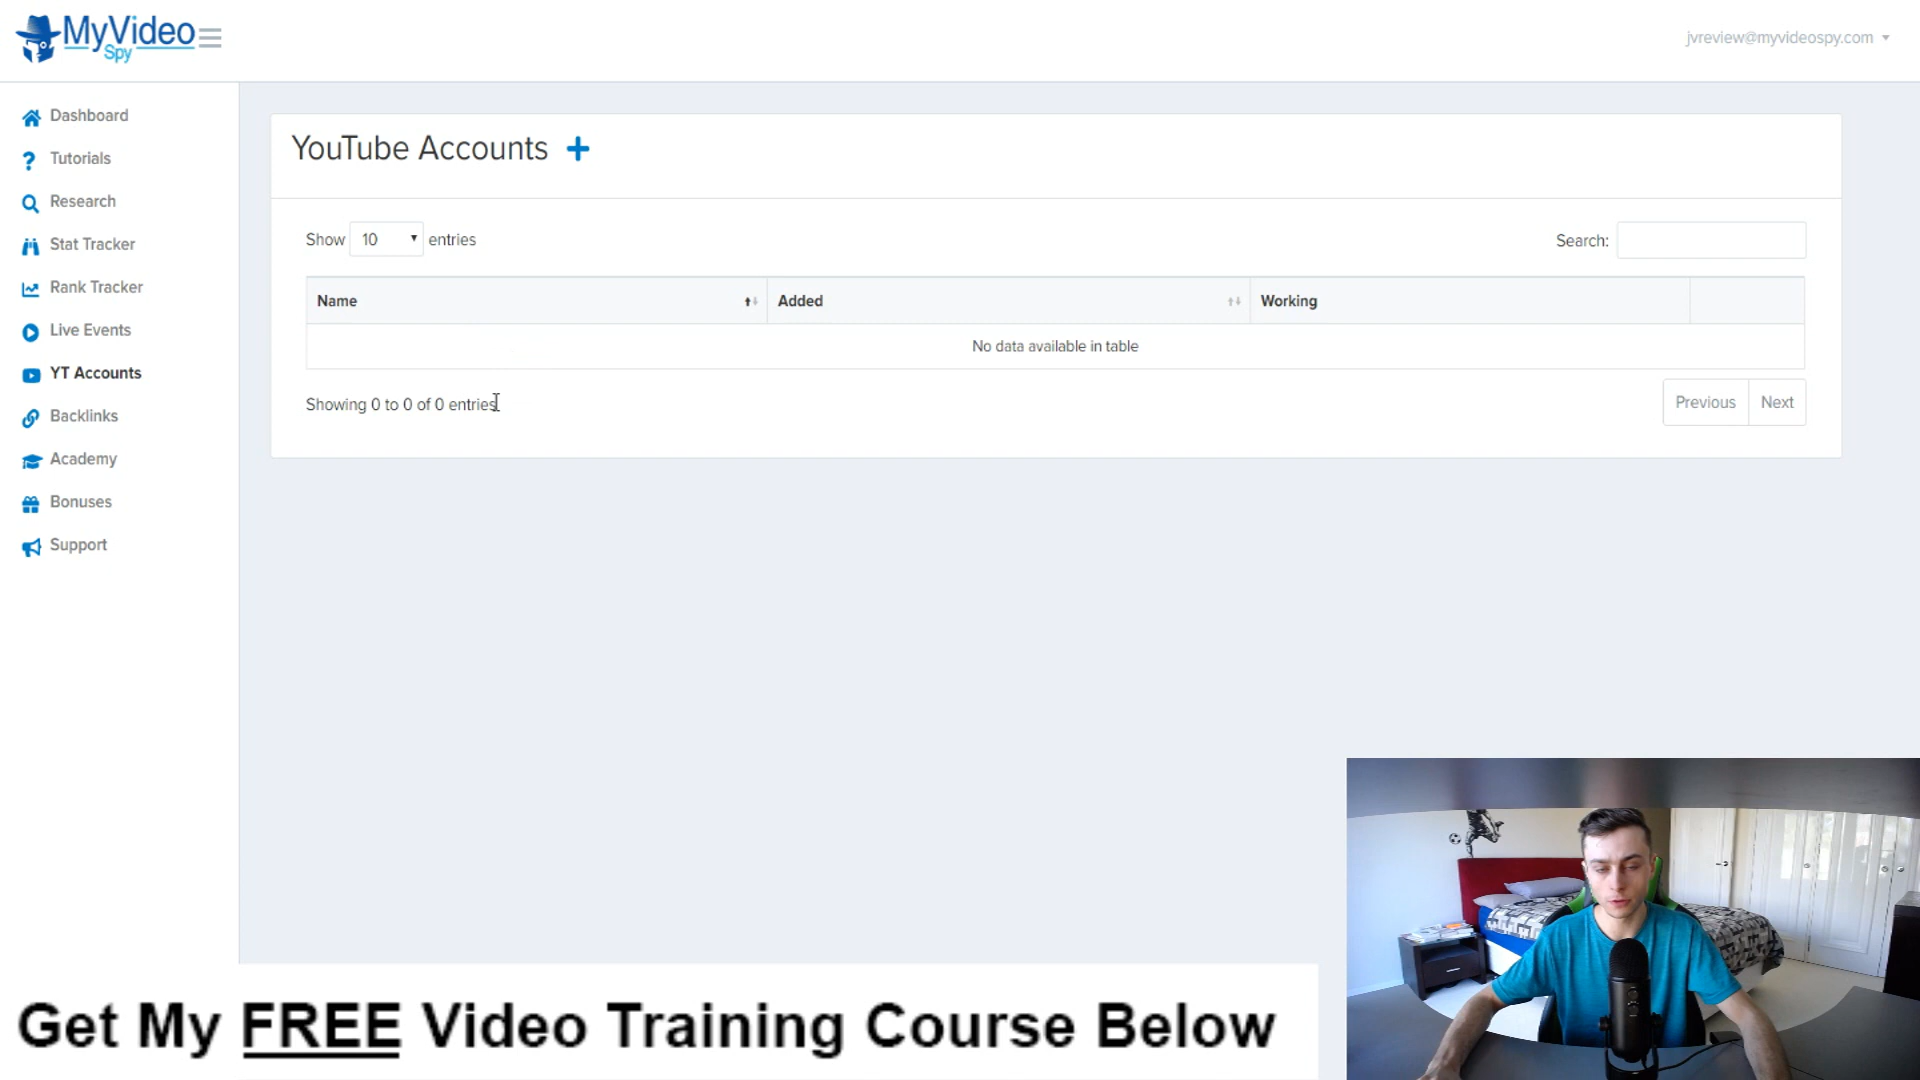 MyVideo
Spy
jvreview@myvideospy.com
Dashboard
Tutorials
Research
Stat Tracker
Rank Tracker
Live Events
YT Accounts
Backlinks
Academy
Bonuses
Support
YouTube Accounts
Show 10 entries
Search:
Name Added Working
No data available in table
Showing 0 to 0 of 0 entries
Previous Next
Get My FREE Video Training Course Below